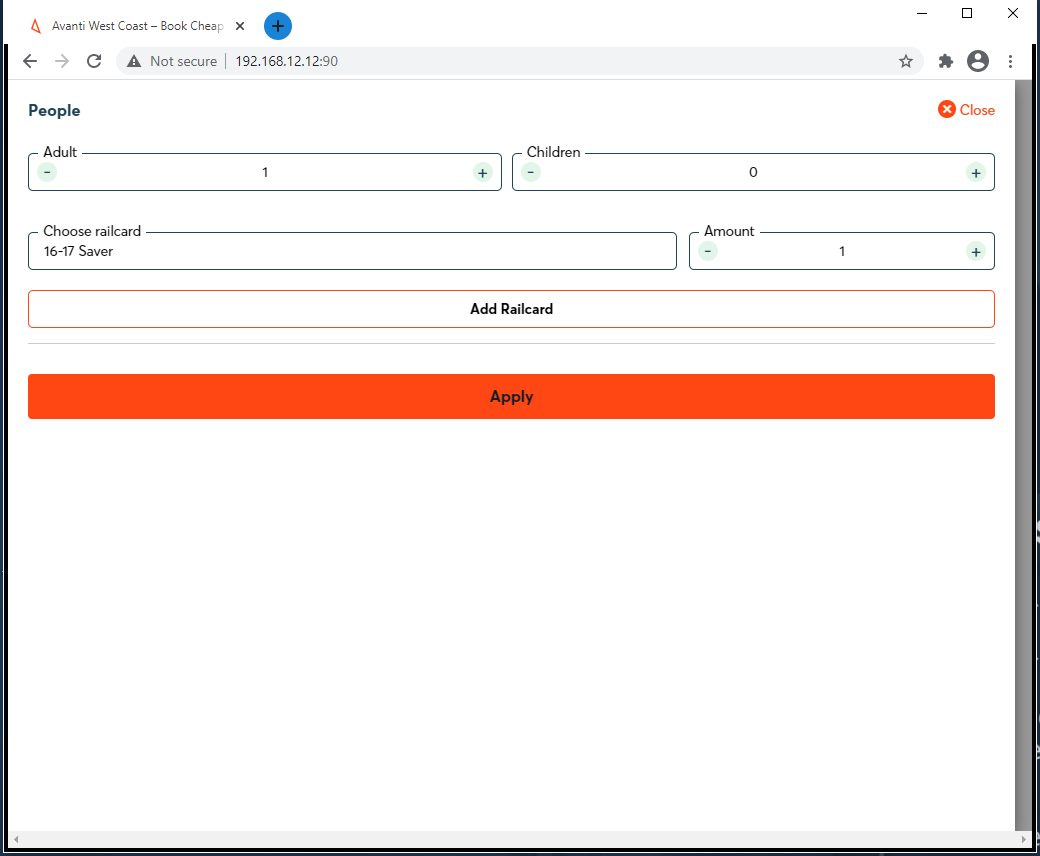 Avanti West Coast – Book Cheap
Not secure
192.168.12.12:90
People
Close
Adult
- 1 +
Children
- 0 +
Choose railcard
16-17 Saver
Amount
- 1 +
Add Railcard
Apply